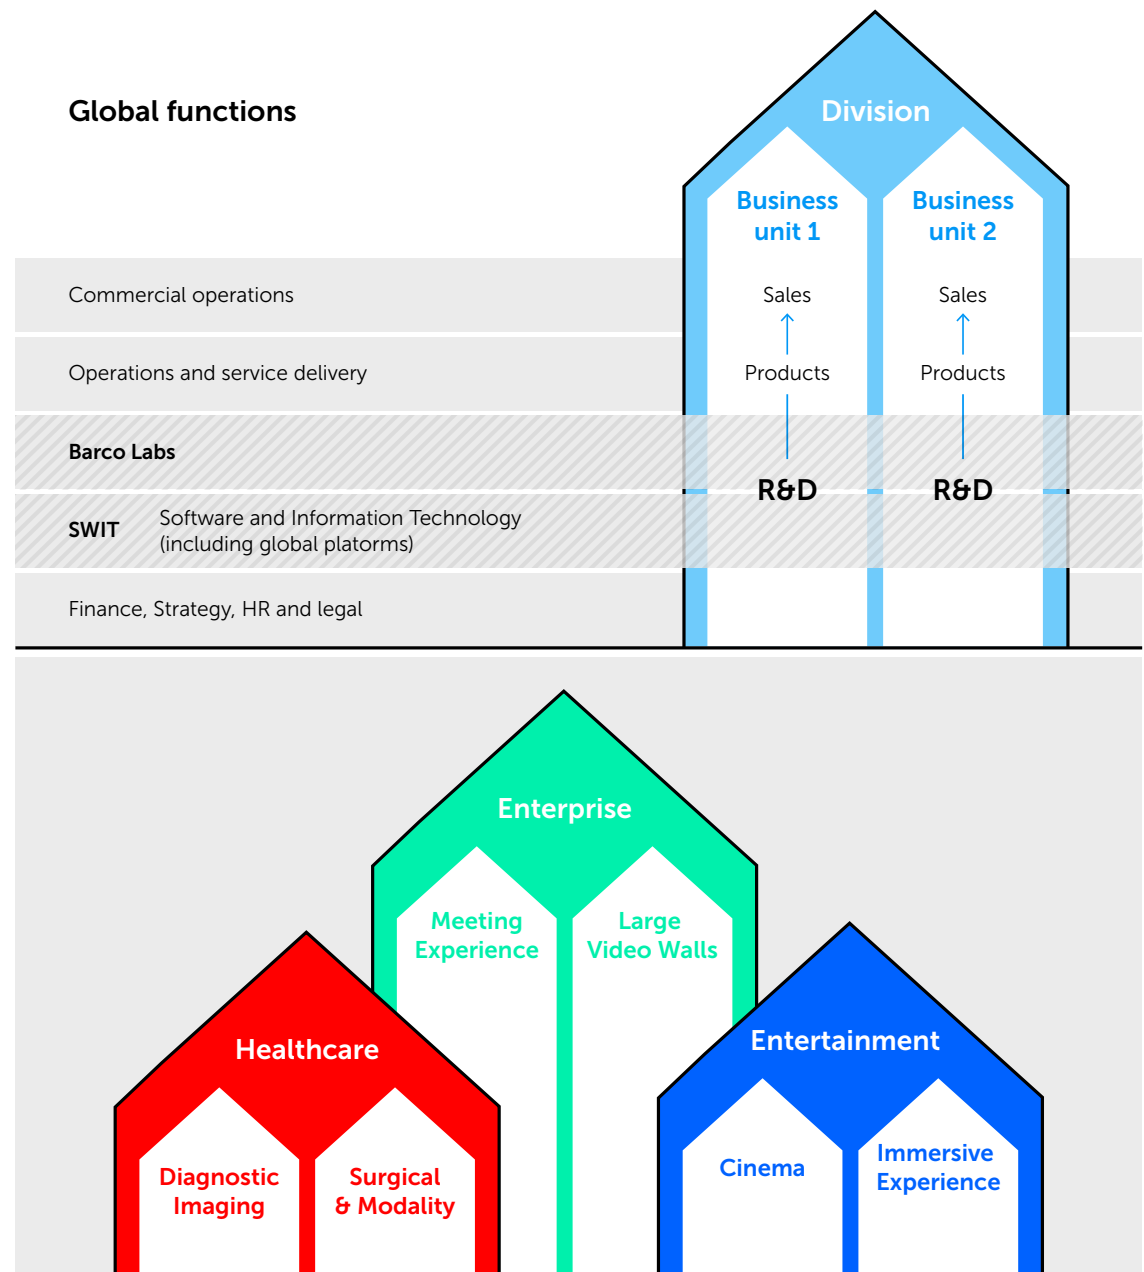 Global functions
Division
Business
unit 1
Business
unit 2
Commercial operations
Sales
Sales
Operations and service delivery
Products
Products
Barco Labs
R&D
R&D
SWIT
Software and Information Technology
(including global platorms)
Finance, Strategy, HR and legal
Enterprise
Meeting
Experience
Large
Video Walls
Healthcare
Diagnostic
Imaging
Surgical
& Modality
Entertainment
Cinema
Immersive
Experience